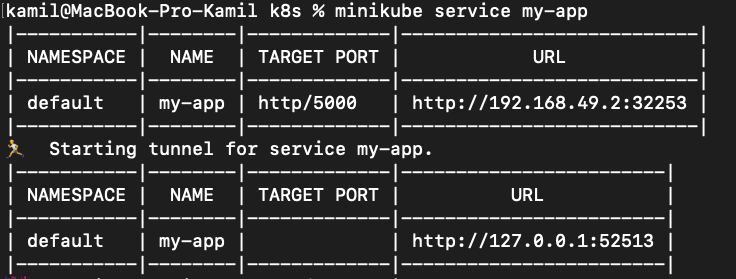 kamil@MacBook-Pro-Kamil k8s % minikube service my-app
|-----------|--------|-------------|---------------------------|
| NAMESPACE |  NAME  | TARGET PORT |            URL            |
|-----------|--------|-------------|---------------------------|
| default   | my-app | http/5000   | http://192.168.49.2:32253 |
|-----------|--------|-------------|---------------------------|
🏃  Starting tunnel for service my-app.
|-----------|--------|-------------|------------------------|
| NAMESPACE |  NAME  | TARGET PORT |          URL           |
|-----------|--------|-------------|------------------------|
| default   | my-app |             | http://127.0.0.1:52513 |
|-----------|--------|-------------|------------------------|